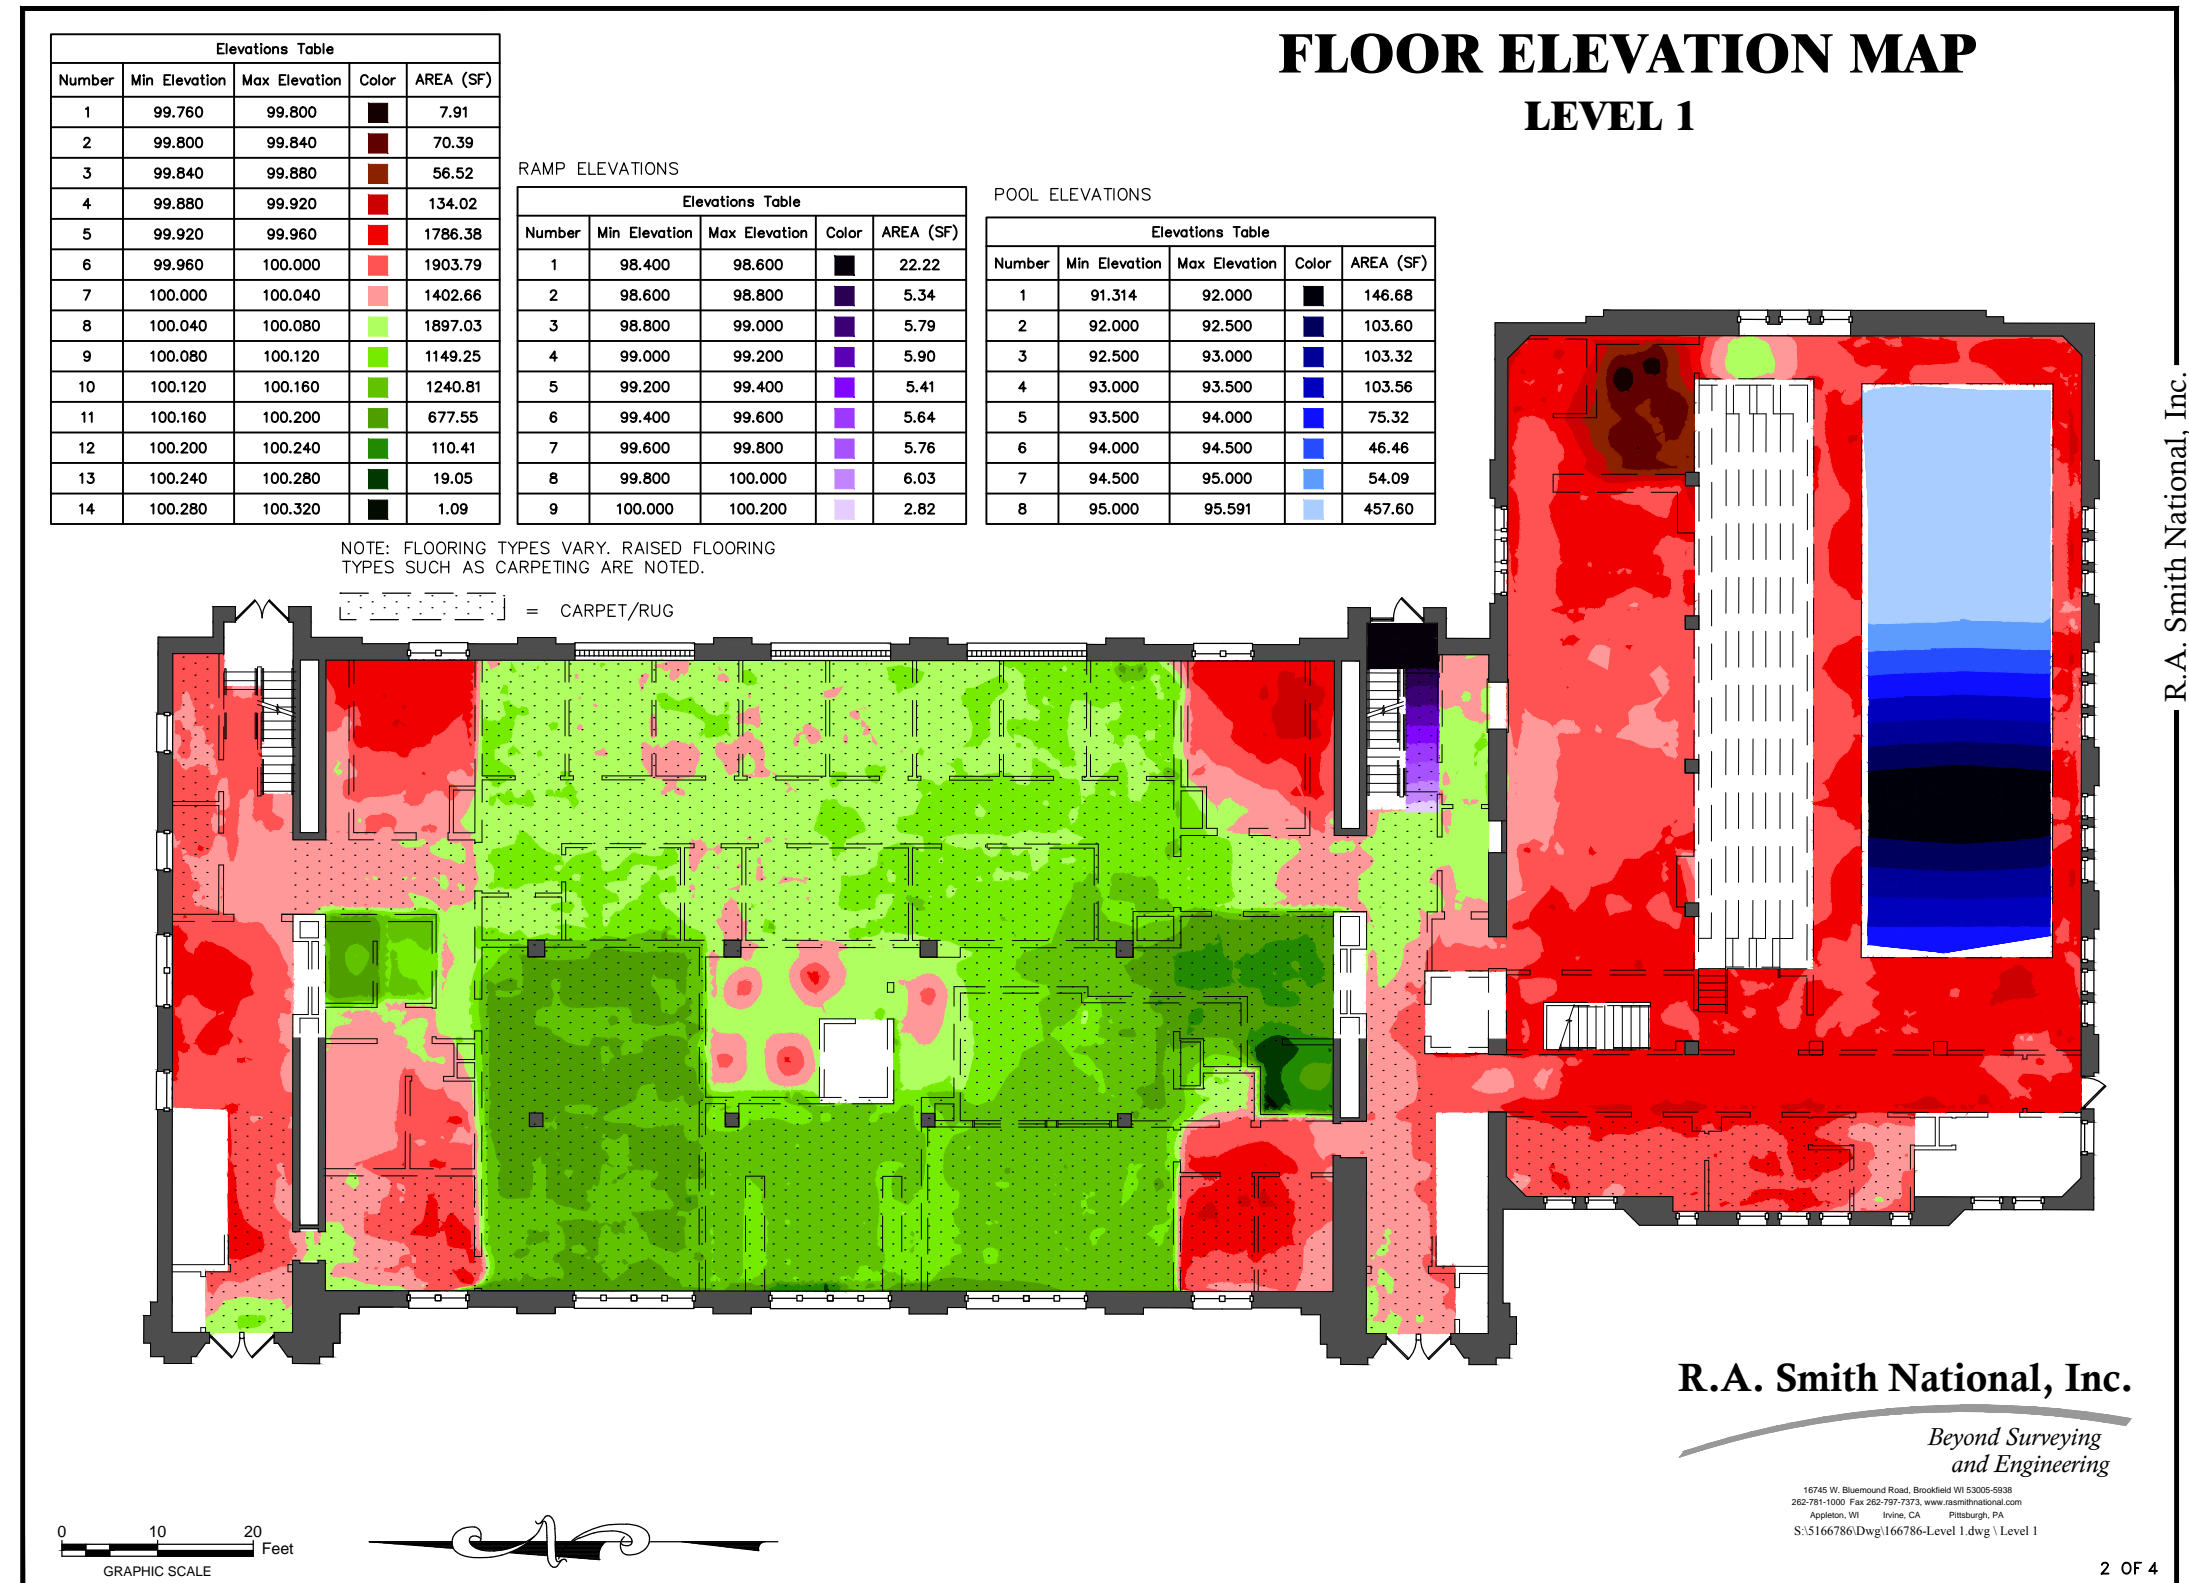 FLOOR ELEVATION MAP
LEVEL 1
Elevations Table
Number Min Elevation Max Elevation Color AREA (SF)
1 99.760 99.800 7.91
2 99.800 99.840 70.39
3 99.840 99.880 56.52
4 99.880 99.920 134.02
5 99.920 99.960 1786.38
6 99.960 100.000 1903.79
7 100.000 100.040 1402.66
8 100.040 100.080 1897.03
9 100.080 100.120 1149.25
10 100.120 100.160 1240.81
11 100.160 100.200 677.55
12 100.200 100.240 110.41
13 100.240 100.280 19.05
14 100.280 100.320 1.09
RAMP ELEVATIONS
Elevations Table
Number Min Elevation Max Elevation Color AREA (SF)
1 98.400 98.600 22.22
2 98.600 98.800 5.34
3 98.800 99.000 5.79
4 99.000 99.200 5.90
5 99.200 99.400 5.41
6 99.400 99.600 5.64
7 99.600 99.800 5.76
8 99.800 100.000 6.03
9 100.000 100.200 2.82
POOL ELEVATIONS
Elevations Table
Number Min Elevation Max Elevation Color AREA (SF)
1 91.314 92.000 146.68
2 92.000 92.500 103.60
3 92.500 93.000 103.32
4 93.000 93.500 103.56
5 93.500 94.000 75.32
6 94.000 94.500 46.46
7 94.500 95.000 54.09
8 95.000 95.591 457.60
NOTE: FLOORING TYPES VARY. RAISED FLOORING
TYPES SUCH AS CARPETING ARE NOTED.
= CARPET/RUG
R.A. Smith National, Inc.
R.A. Smith National, Inc.
R.A. Smith National, Inc.
Beyond Surveying
and Engineering
16745 W. Bluemound Road, Brookfield WI 53005-5938
262-781-1000 Fax 262-797-7373, www.rasmithnational.com
Appleton, WI Irvine, CA Pittsburgh, PA
S:\5166786\Dwg\166786-Level 1.dwg \ Level 1
0 10 20
Feet
GRAPHIC SCALE
N
2 OF 4